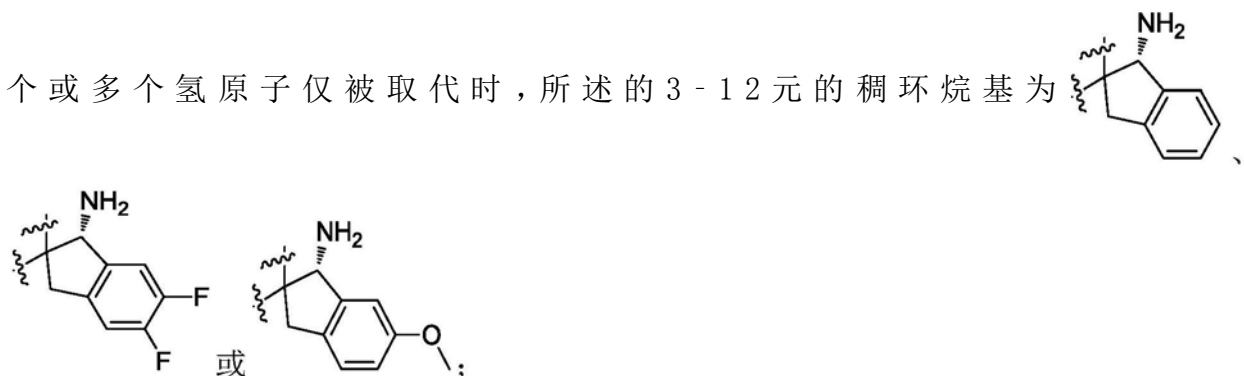 NH₂
个或多个氢原子仅被取代时,所述的3-12元的稠环烷基为 、
NH₂ NH₂
F O
F 或 ;